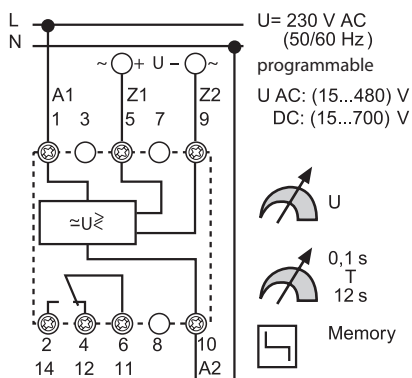 L
N
U= 230 V AC
(50/60 Hz)
~ + U - ~
programmable
A1 Z1 Z2
U AC: (15...480) V
1 3 5 7 9
DC: (15...700) V
≃U≷
U
0,1 s
T
12 s
2 4 6 8 10
Memory
14 12 11 A2